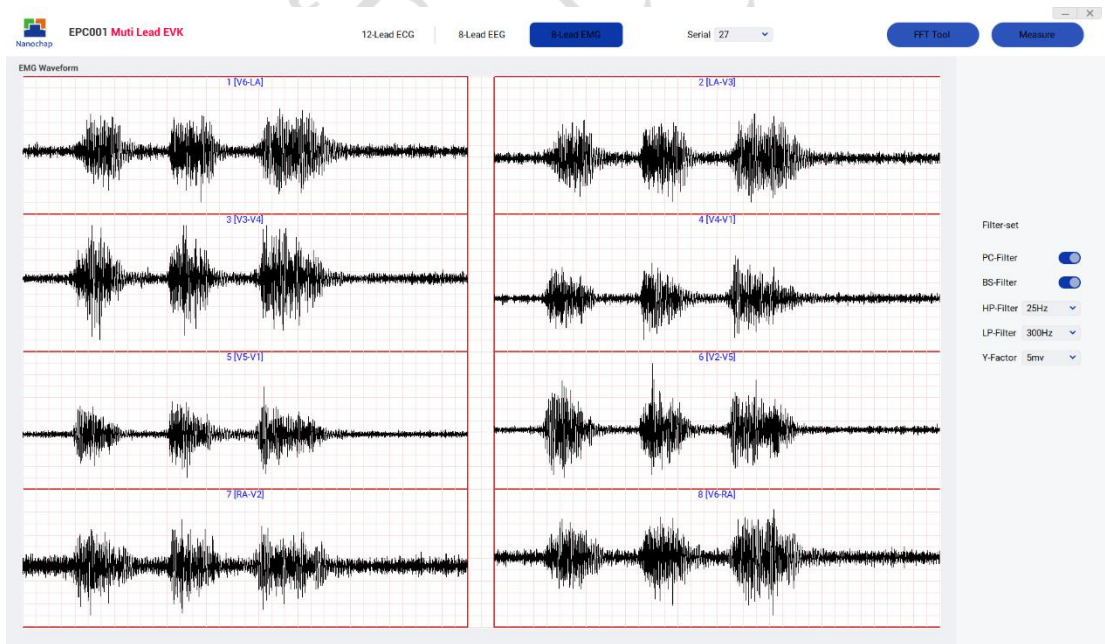 Nanochap
EPC001 Muti Lead EVK
12-Lead ECG
8-Lead EEG
8-Lead EMG
Serial 27
FFT Tool
Measure
EMG Waveform
1 [V6-LA]
2 [LA-V3]
3 [V3-V4]
4 [V4-V1]
5 [V5-V1]
6 [V2-V5]
7 [RA-V2]
8 [V6-RA]
Filter-set
PC-Filter
BS-Filter
HP-Filter 25Hz
LP-Filter 300Hz
Y-Factor 5mv